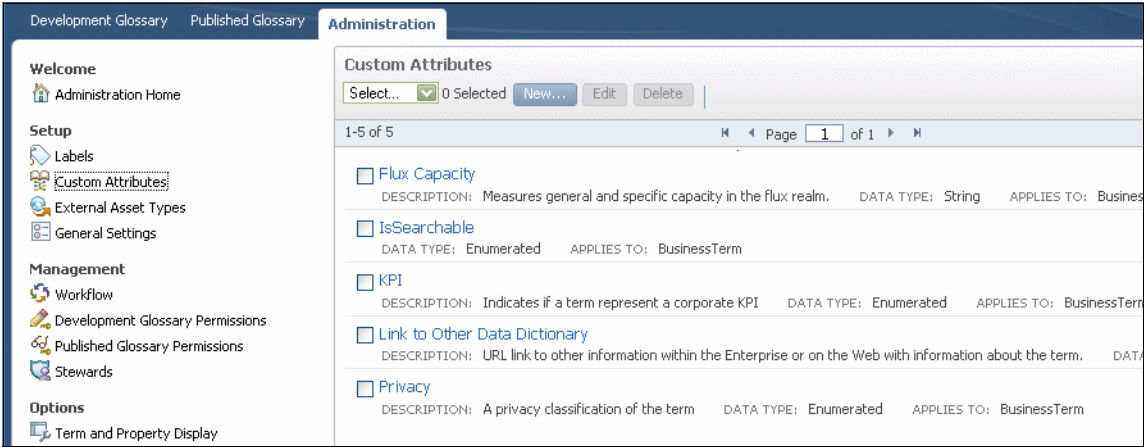 Development Glossary Published Glossary Administration
Welcome
Administration Home
Setup
Labels
Custom Attributes
External Asset Types
General Settings
Management
Workflow
Development Glossary Permissions
Published Glossary Permissions
Stewards
Options
Term and Property Display
Custom Attributes
Select... 0 Selected New... Edit Delete
1-5 of 5 Page 1 of 1
Flux Capacity
DESCRIPTION: Measures general and specific capacity in the flux realm. DATA TYPE: String APPLIES TO: Busines
IsSearchable
DATA TYPE: Enumerated APPLIES TO: BusinessTerm
KPI
DESCRIPTION: Indicates if a term represent a corporate KPI DATA TYPE: Enumerated APPLIES TO: BusinessTerm
Link to Other Data Dictionary
DESCRIPTION: URL link to other information within the Enterprise or on the Web with information about the term. DATA
Privacy
DESCRIPTION: A privacy classification of the term DATA TYPE: Enumerated APPLIES TO: BusinessTerm